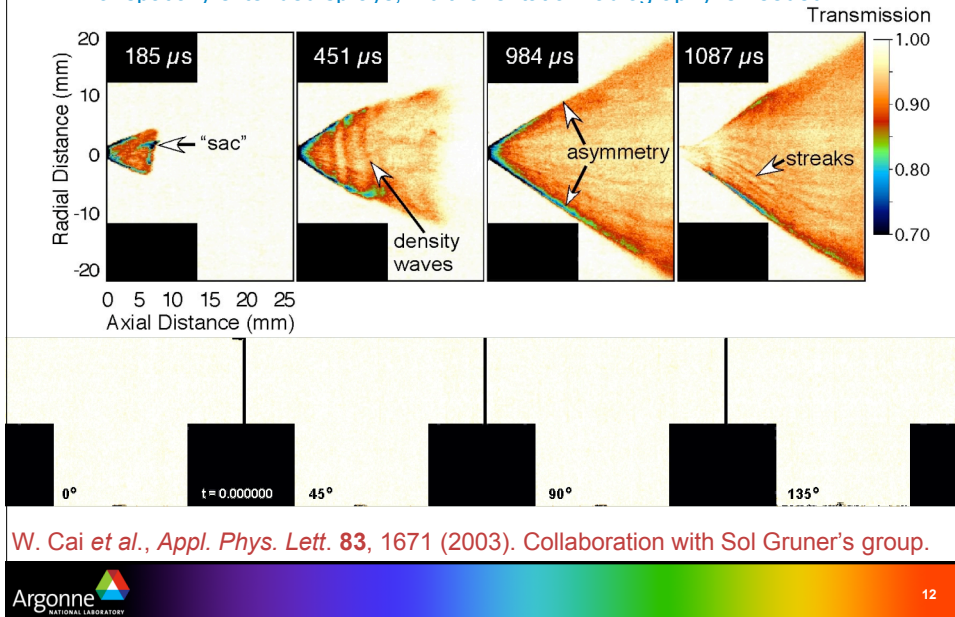 Transmission
20
10
0
-10
-20
Radial Distance (mm)
185 µs
"sac"
451 µs
density
waves
984 µs
asymmetry
1087 µs
streaks
1.00
0.90
0.80
0.70
0 5 10 15 20 25
Axial Distance (mm)
0°
t = 0.000000
45°
90°
135°
W. Cai et al., Appl. Phys. Lett. 83, 1671 (2003). Collaboration with Sol Gruner's group.
Argonne
NATIONAL LABORATORY
12